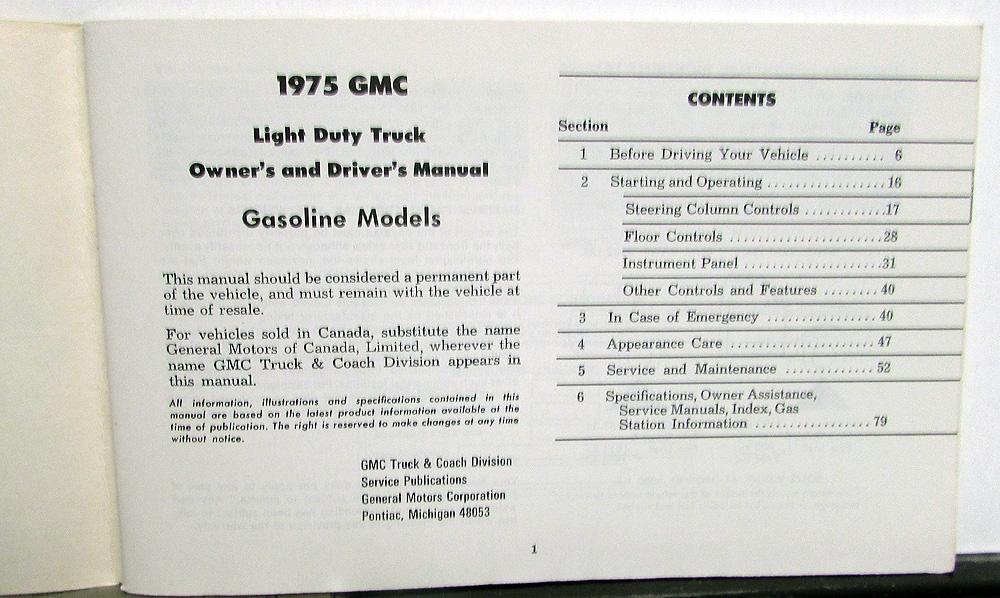 1975 GMC
Light Duty Truck
Owner's and Driver's Manual
Gasoline Models
This manual should be considered a permanent part
of the vehicle, and must remain with the vehicle at
time of resale.
For vehicles sold in Canada, substitute the name
General Motors of Canada, Limited, wherever the
name GMC Truck & Coach Division appears in
this manual.
All information, illustrations and specifications contained in this
manual are based on the latest product information available at the
time of publication. The right is reserved to make changes at any time
without notice.
GMC Truck & Coach Division
Service Publications
General Motors Corporation
Pontiac, Michigan 48053
CONTENTS
Section Page
1 Before Driving Your Vehicle .......... 6
2 Starting and Operating ................ 16
Steering Column Controls ............ 17
Floor Controls ...................... 28
Instrument Panel .................... 31
Other Controls and Features ........ 40
3 In Case of Emergency ................ 40
4 Appearance Care ..................... 47
5 Service and Maintenance ............. 52
6 Specifications, Owner Assistance,
Service Manuals, Index, Gas
Station Information .................. 79
1